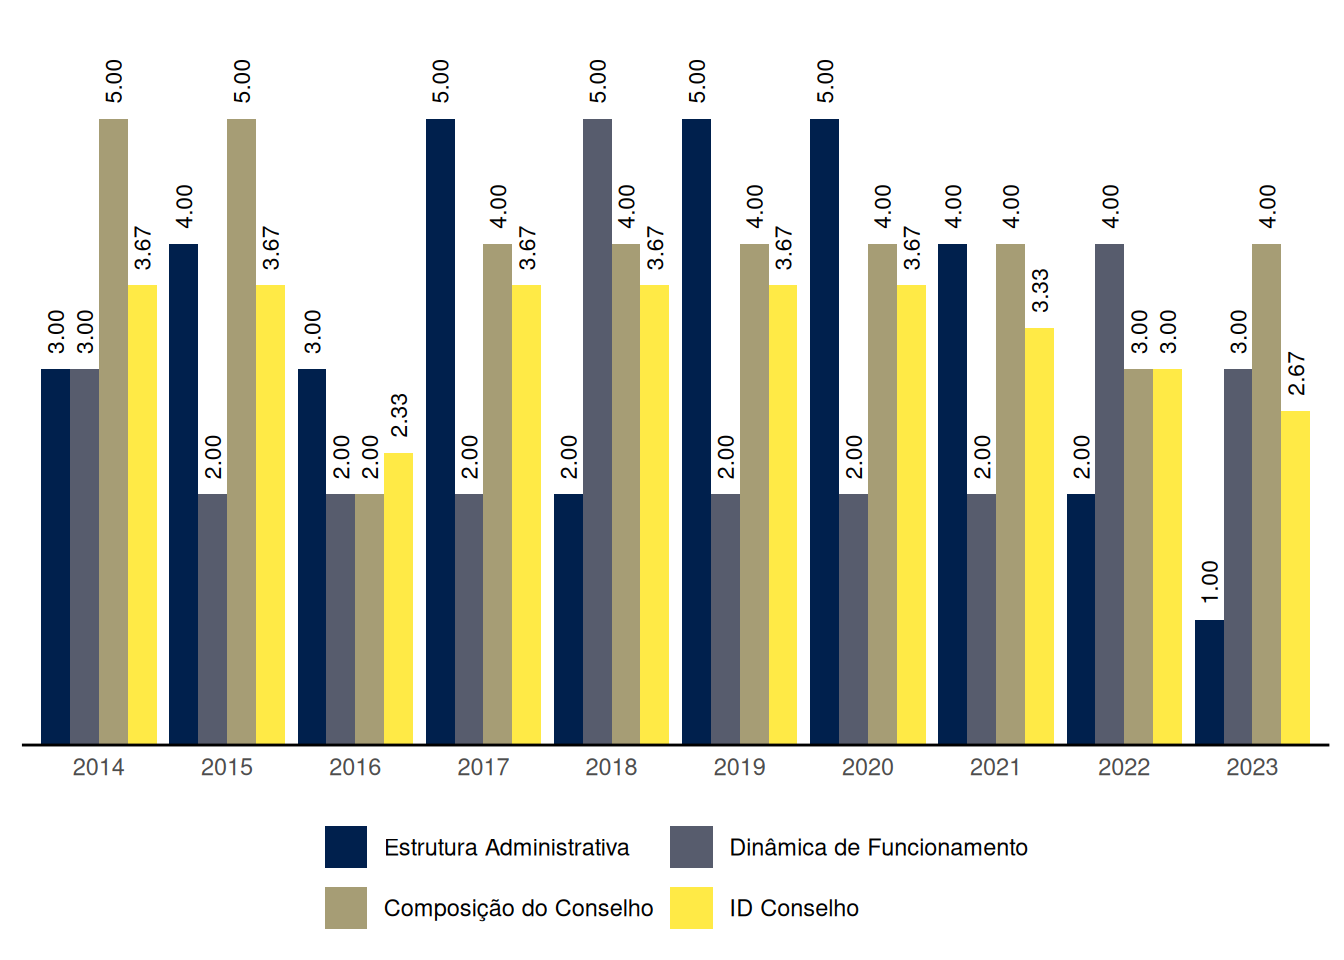 3.00 3.00 5.00 3.67
4.00 2.00 5.00 3.67
3.00 2.00 2.00 2.33
5.00 2.00 4.00 3.67
2.00 5.00 4.00 3.67
5.00 2.00 4.00 3.67
5.00 2.00 4.00 3.67
4.00 2.00 4.00 3.33
2.00 4.00 3.00 3.00
1.00 3.00 4.00 2.67
2014 2015 2016 2017 2018 2019 2020 2021 2022 2023
Estrutura Administrativa Dinâmica de Funcionamento
Composição do Conselho ID Conselho